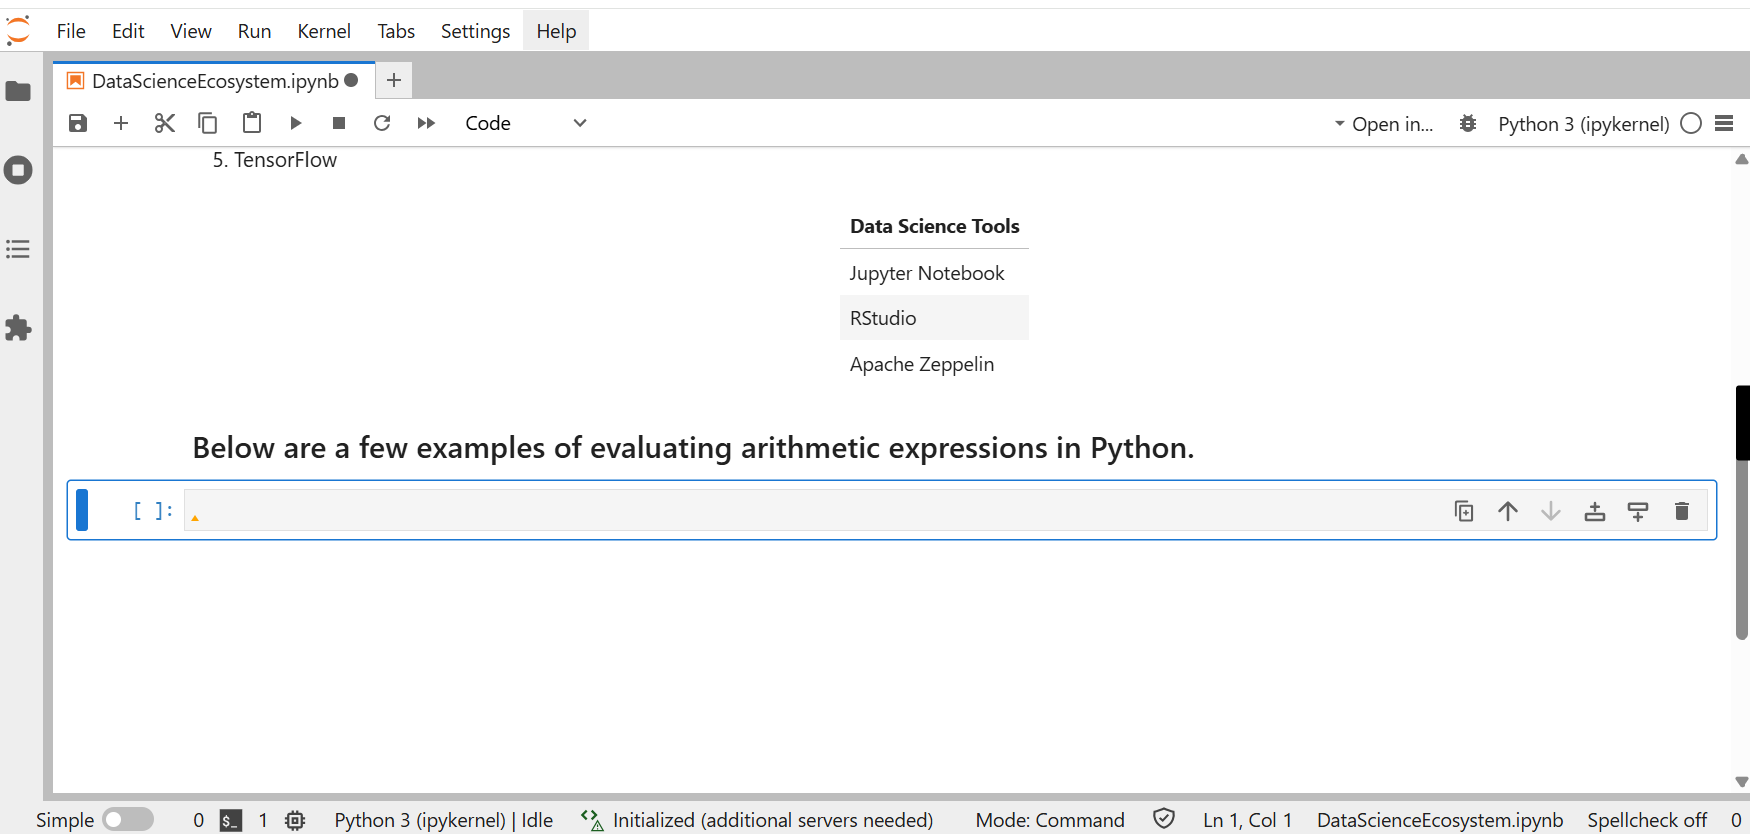 File Edit View Run Kernel Tabs Settings Help
DataScienceEcosystem.ipynb
Code Open in... Python 3 (ipykernel)
5. TensorFlow
Data Science Tools
Jupyter Notebook
RStudio
Apache Zeppelin
Below are a few examples of evaluating arithmetic expressions in Python.
[ ]:
Simple 0 $_ 1 Python 3 (ipykernel) | Idle Initialized (additional servers needed) Mode: Command Ln 1, Col 1 DataScienceEcosystem.ipynb Spellcheck off 0